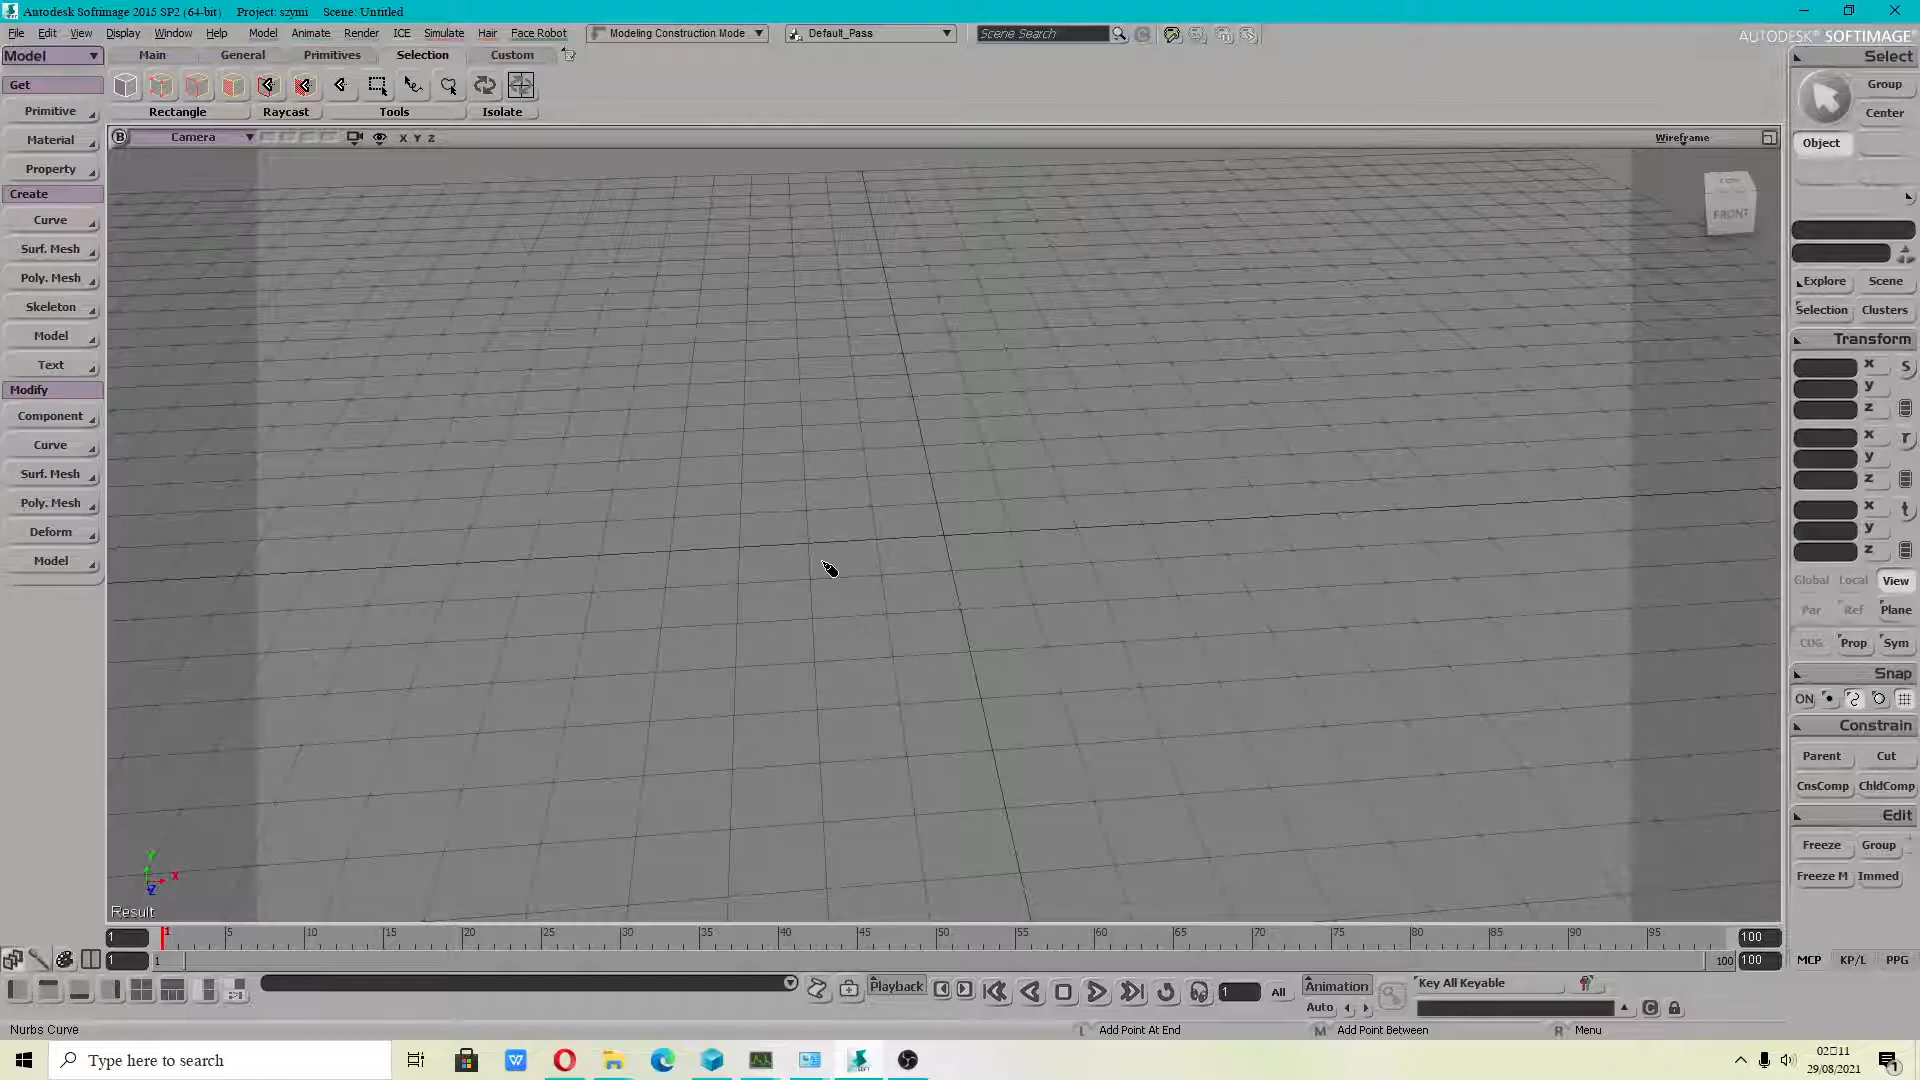 Autodesk Softimage 2015 SP2 (64-bit) Project: szymi Scene: Untitled
File Edit View Display Window Help Model Animate Render ICE Simulate Hair Face Robot Modeling Construction Mode Default_Pass Scene Search AUTODESK® SOFTIMAGE®
Model Main General Primitives Selection Custom Select
Get
Group
Primitive
Rectangle Raycast Tools Isolate
Center
Material
B Camera X Y Z Wireframe
Object
Property
Create
FRONT
Curve
Surf. Mesh
Poly. Mesh
Explore Scene
Skeleton
Selection Clusters
Model
Transform
Text
x s
y
z
Modify
Component
x r
Curve
y
Surf. Mesh
z
Poly. Mesh
x t
Deform
y
z
Model
Global Local View
Par Ref Plane
COG Prop Sym
Snap
ON
Constrain
Parent Cut
CnsComp ChldComp
Edit
Freeze Group
Freeze M Immed
Y
X
Z
Result
1 1 5 10 15 20 25 30 35 40 45 50 55 60 65 70 75 80 85 90 95 100
1 1 100 100 MCP KP/L PPG
Playback 1 All Animation Key All Keyable
Auto
Nurbs Curve L Add Point At End M Add Point Between R Menu
Type here to search
02:11
29/08/2021
1